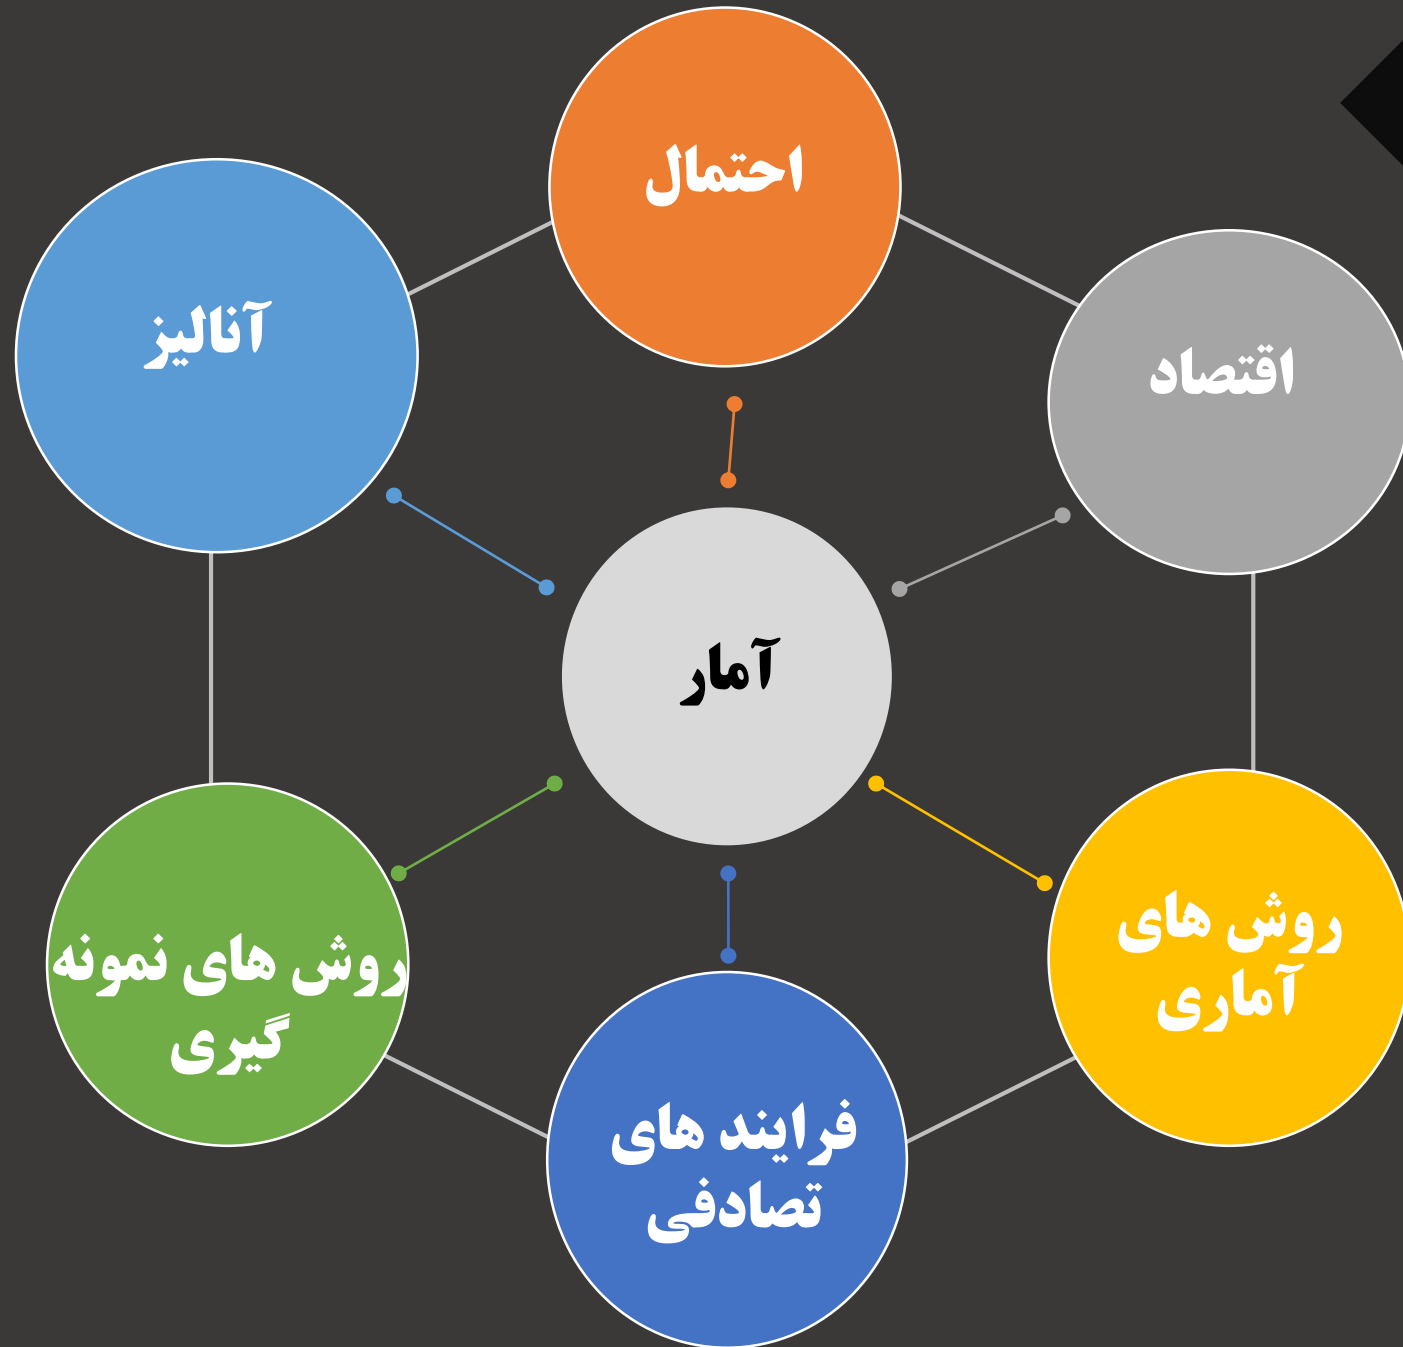 احتمال
آنالیز
اقتصاد
آمار
روش های
آماری
روش های نمونه
گیری
فرایند های
تصادفی